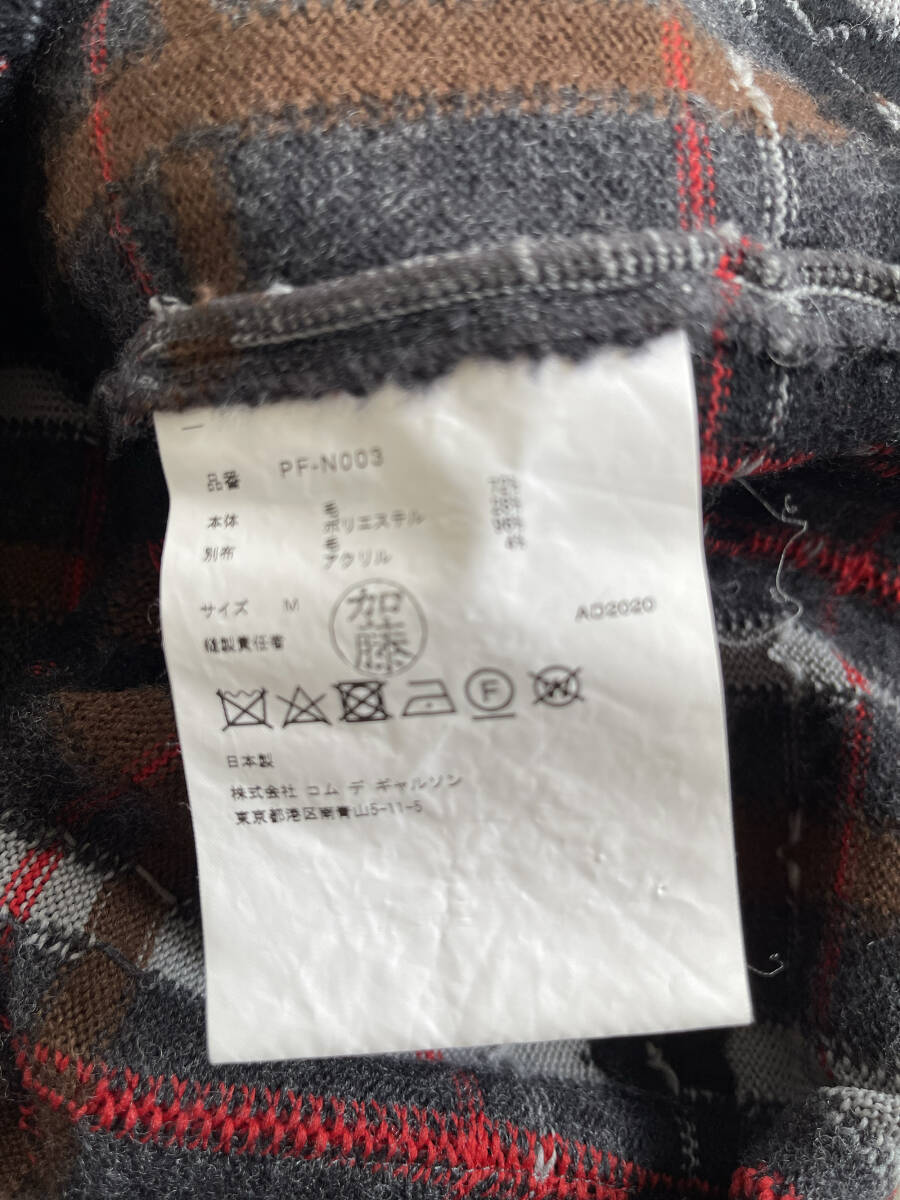 品番 PF-N003
本体 毛
ポリエステル
別布 毛
アクリル
サイズ M
AD2020
縫製責任者 加藤
F W
日本製
株式会社 コム デ ギャルソン
東京都港区南青山5-11-5